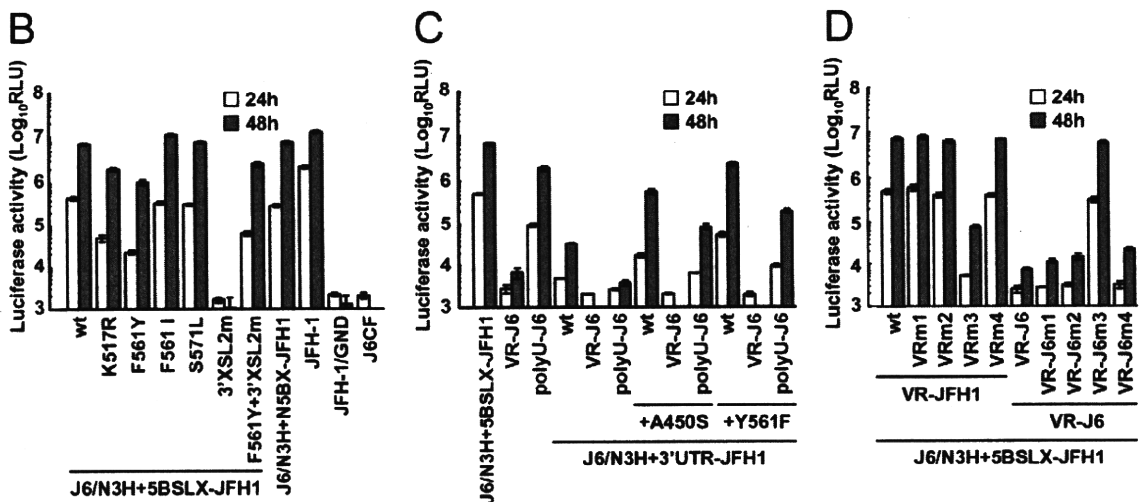 B
Luciferase activity (Log10RLU)
8
7
6
5
4
3
24h
48h
wt
K517R
F561Y
F561 I
S571L
3'XSL2m
F561Y+3'XSL2m
J6/N3H+N5BX-JFH1
JFH-1
JFH-1/GND
J6CF
J6/N3H+5BSLX-JFH1
C
Luciferase activity (Log10RLU)
8
7
6
5
4
3
24h
48h
J6/N3H+5BSLX-JFH1
VR-J6
polyU-J6
wt
VR-J6
polyU-J6
wt
VR-J6
polyU-J6
wt
VR-J6
polyU-J6
+A450S
+Y561F
J6/N3H+3'UTR-JFH1
D
Luciferase activity (Log10RLU)
8
7
6
5
4
3
24h
48h
wt
VRm1
VRm2
VRm3
VRm4
VR-J6
VR-J6m1
VR-J6m2
VR-J6m3
VR-J6m4
VR-JFH1
VR-J6
J6/N3H+5BSLX-JFH1